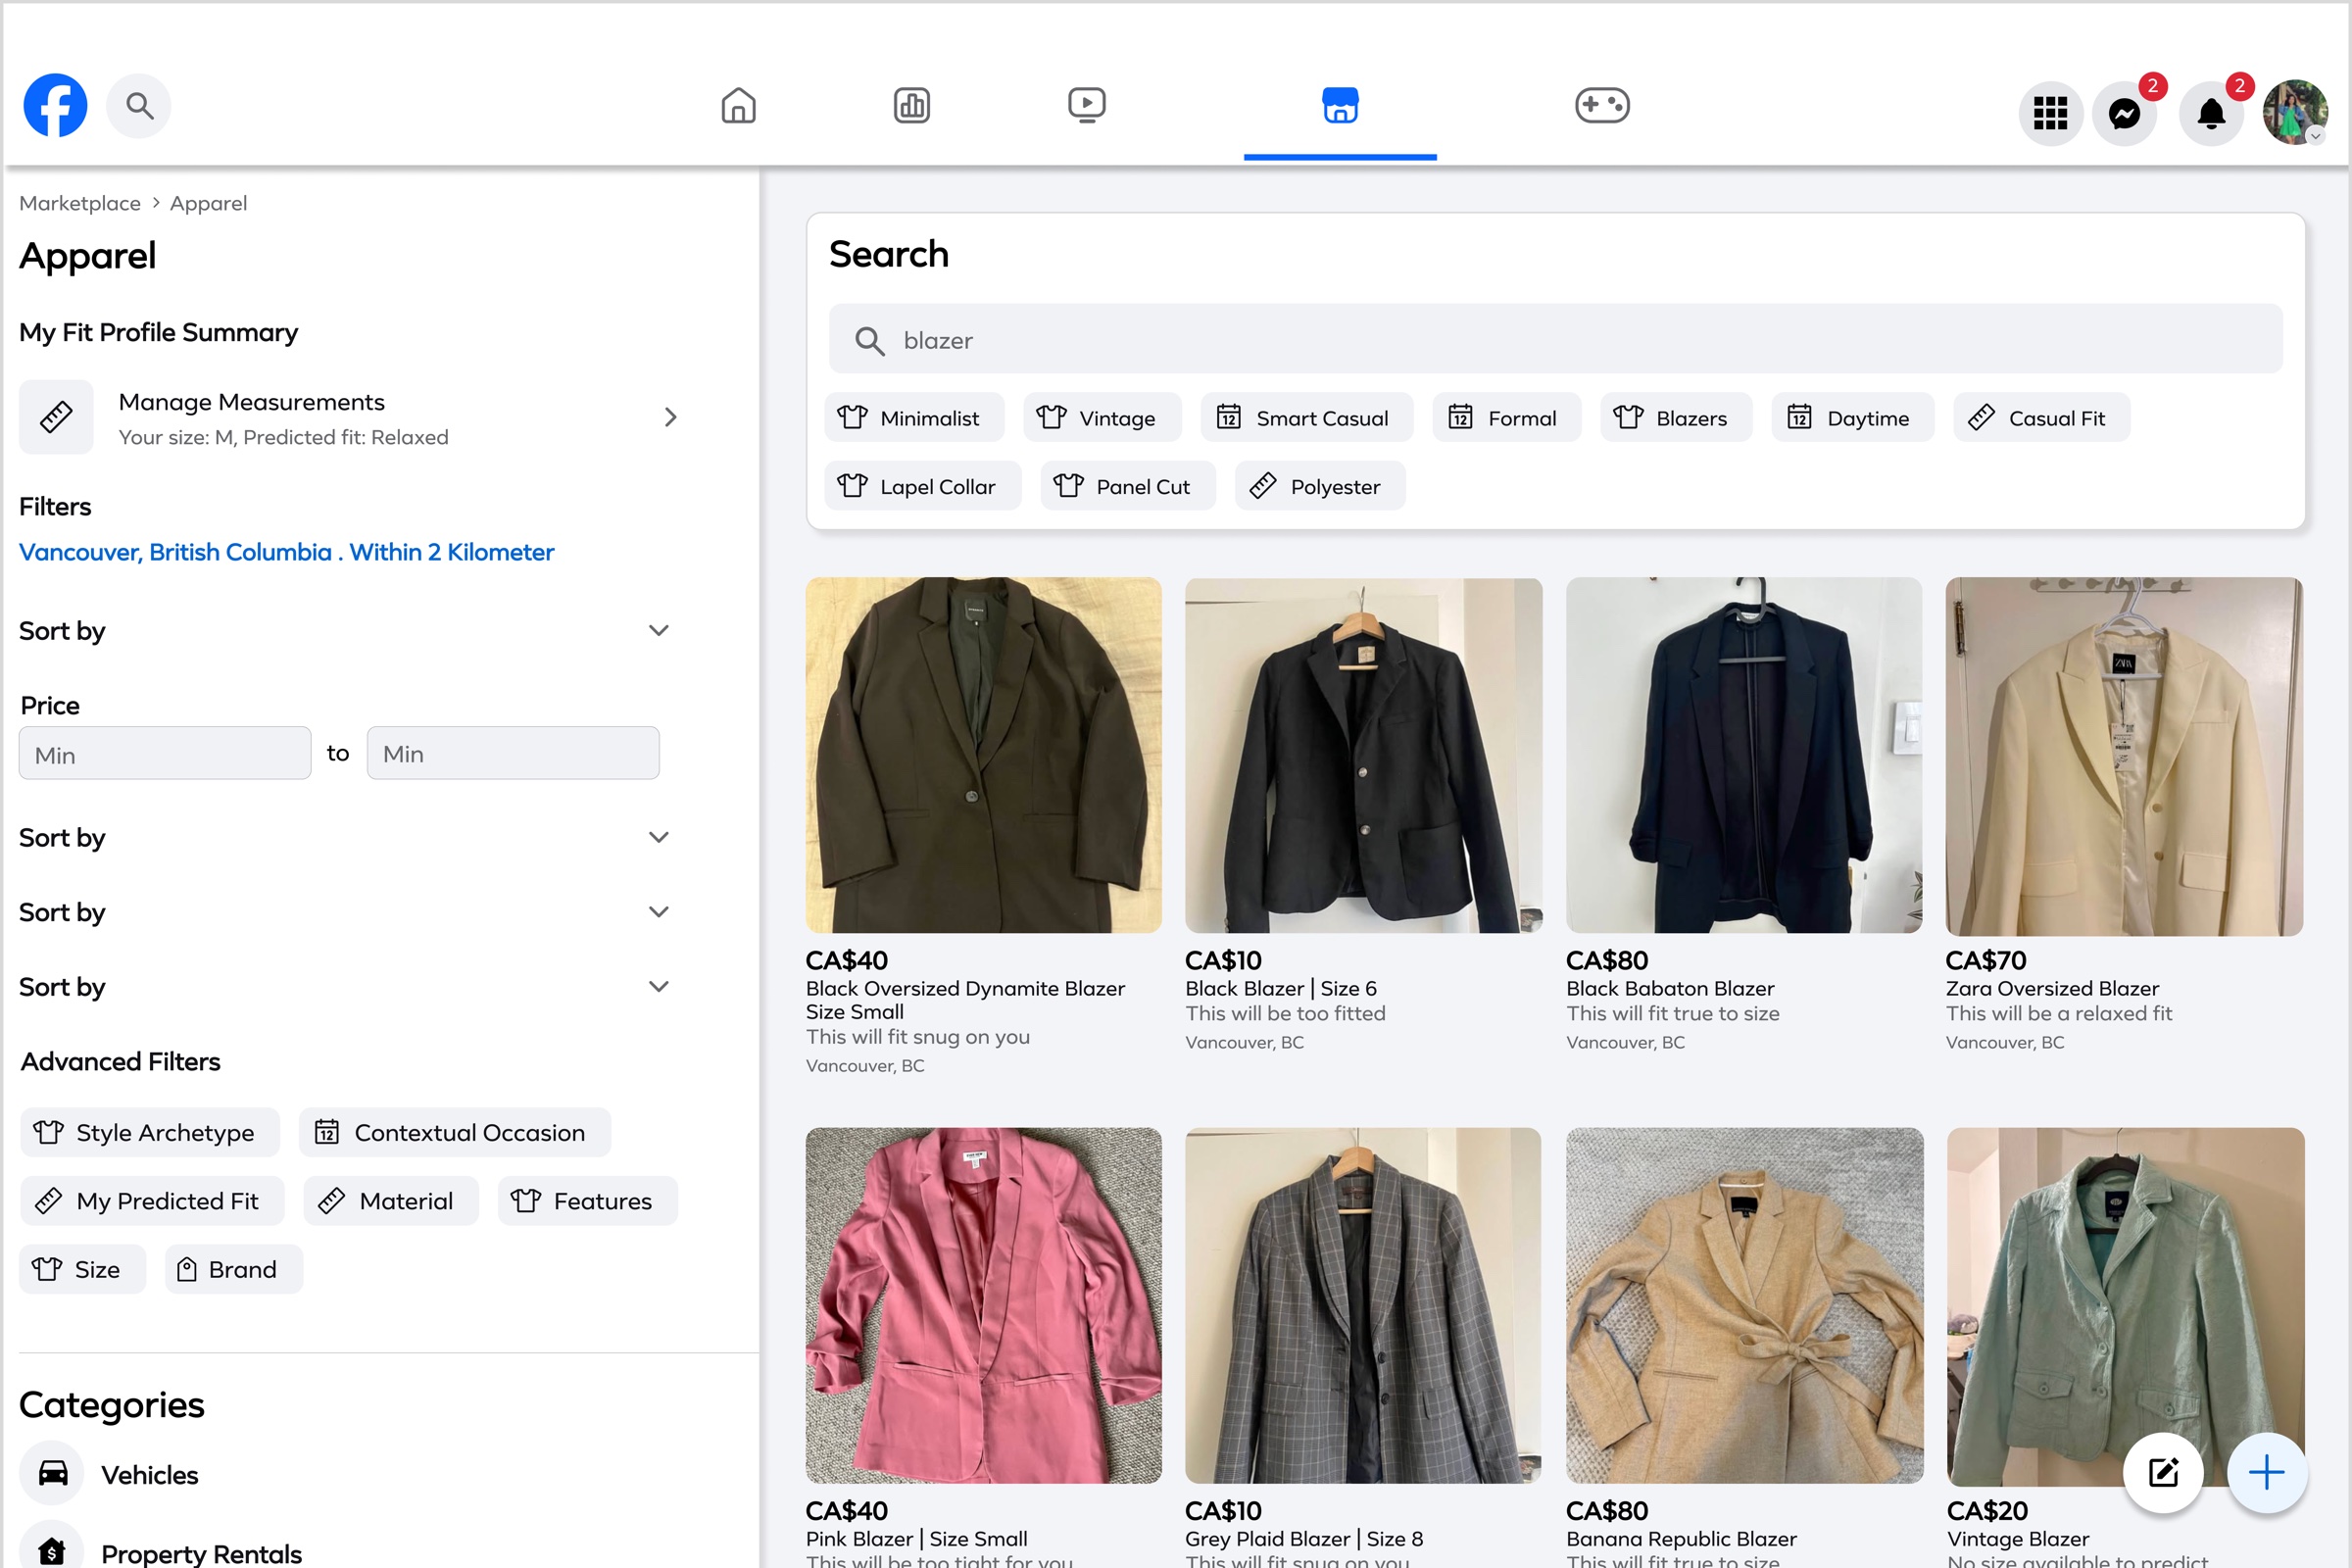 2
2
Marketplace > Apparel
Apparel
My Fit Profile Summary
Manage Measurements
Your size: M, Predicted fit: Relaxed
Filters
Vancouver, British Columbia . Within 2 Kilometer
Sort by
Price
Min to Min
Sort by
Sort by
Sort by
Advanced Filters
Style Archetype
12 Contextual Occasion
My Predicted Fit
Material
Features
Size
Brand
Categories
Vehicles
Property Rentals
Search
blazer
Minimalist
Vintage
12 Smart Casual
12 Formal
Blazers
12 Daytime
Casual Fit
Lapel Collar
Panel Cut
Polyester
CA$40
Black Oversized Dynamite Blazer
Size Small
This will fit snug on you
Vancouver, BC
CA$10
Black Blazer | Size 6
This will be too fitted
Vancouver, BC
CA$80
Black Babaton Blazer
This will fit true to size
Vancouver, BC
ZARA
CA$70
Zara Oversized Blazer
This will be a relaxed fit
Vancouver, BC
CA$40
Pink Blazer | Size Small
This will be too tight for you
CA$10
Grey Plaid Blazer | Size 8
This will fit snug on you
CA$80
Banana Republic Blazer
This will fit true to size
CA$20
Vintage Blazer
No size available to predict